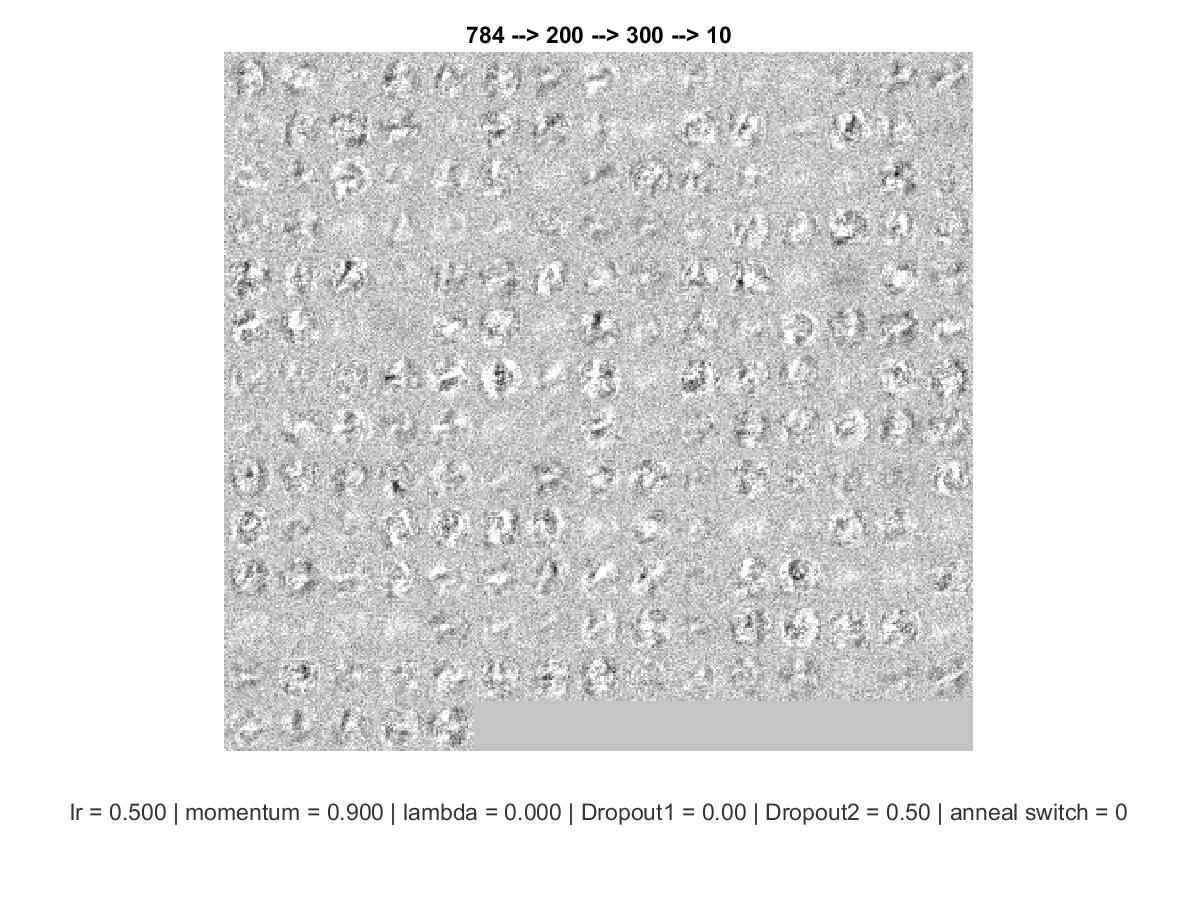 784 --> 200 --> 300 --> 10
lr = 0.500 | momentum = 0.900 | lambda = 0.000 | Dropout1 = 0.00 | Dropout2 = 0.50 | anneal switch = 0